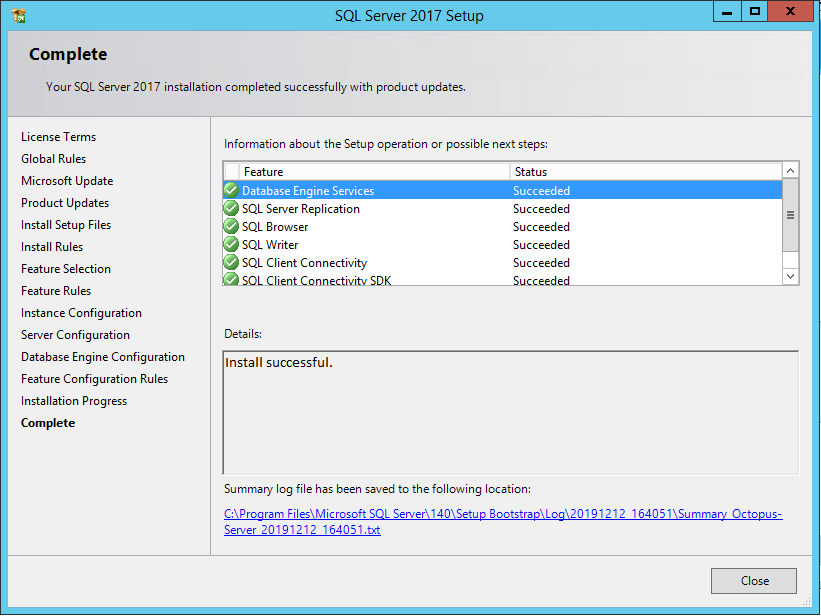 SQL Server 2017 Setup
Complete
Your SQL Server 2017 installation completed successfully with product updates.
License Terms
Global Rules
Microsoft Update
Product Updates
Install Setup Files
Install Rules
Feature Selection
Feature Rules
Instance Configuration
Server Configuration
Database Engine Configuration
Feature Configuration Rules
Installation Progress
Complete
Information about the Setup operation or possible next steps:
Feature Status
Database Engine Services Succeeded
SQL Server Replication Succeeded
SQL Browser Succeeded
SQL Writer Succeeded
SQL Client Connectivity Succeeded
SQL Client Connectivity SDK Succeeded
Details:
Install successful.
Summary log file has been saved to the following location:
C:\Program Files\Microsoft SQL Server\140\Setup Bootstrap\Log\20191212_164051\Summary_Octopus-
Server_20191212_164051.txt
Close